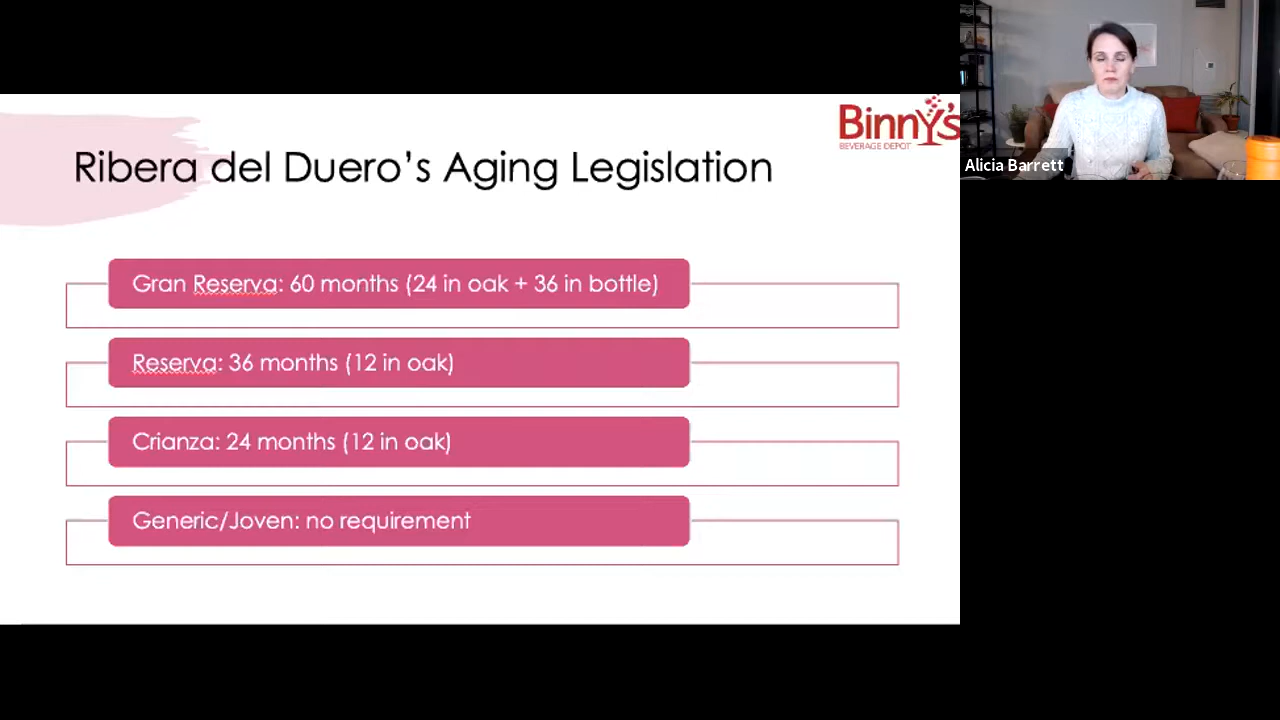 Binny's
BEVERAGE DEPOT
Ribera del Duero’s Aging Legislation
Alicia Barrett
Gran Reserva: 60 months (24 in oak + 36 in bottle)
Reserva: 36 months (12 in oak)
Crianza: 24 months (12 in oak)
Generic/Joven: no requirement